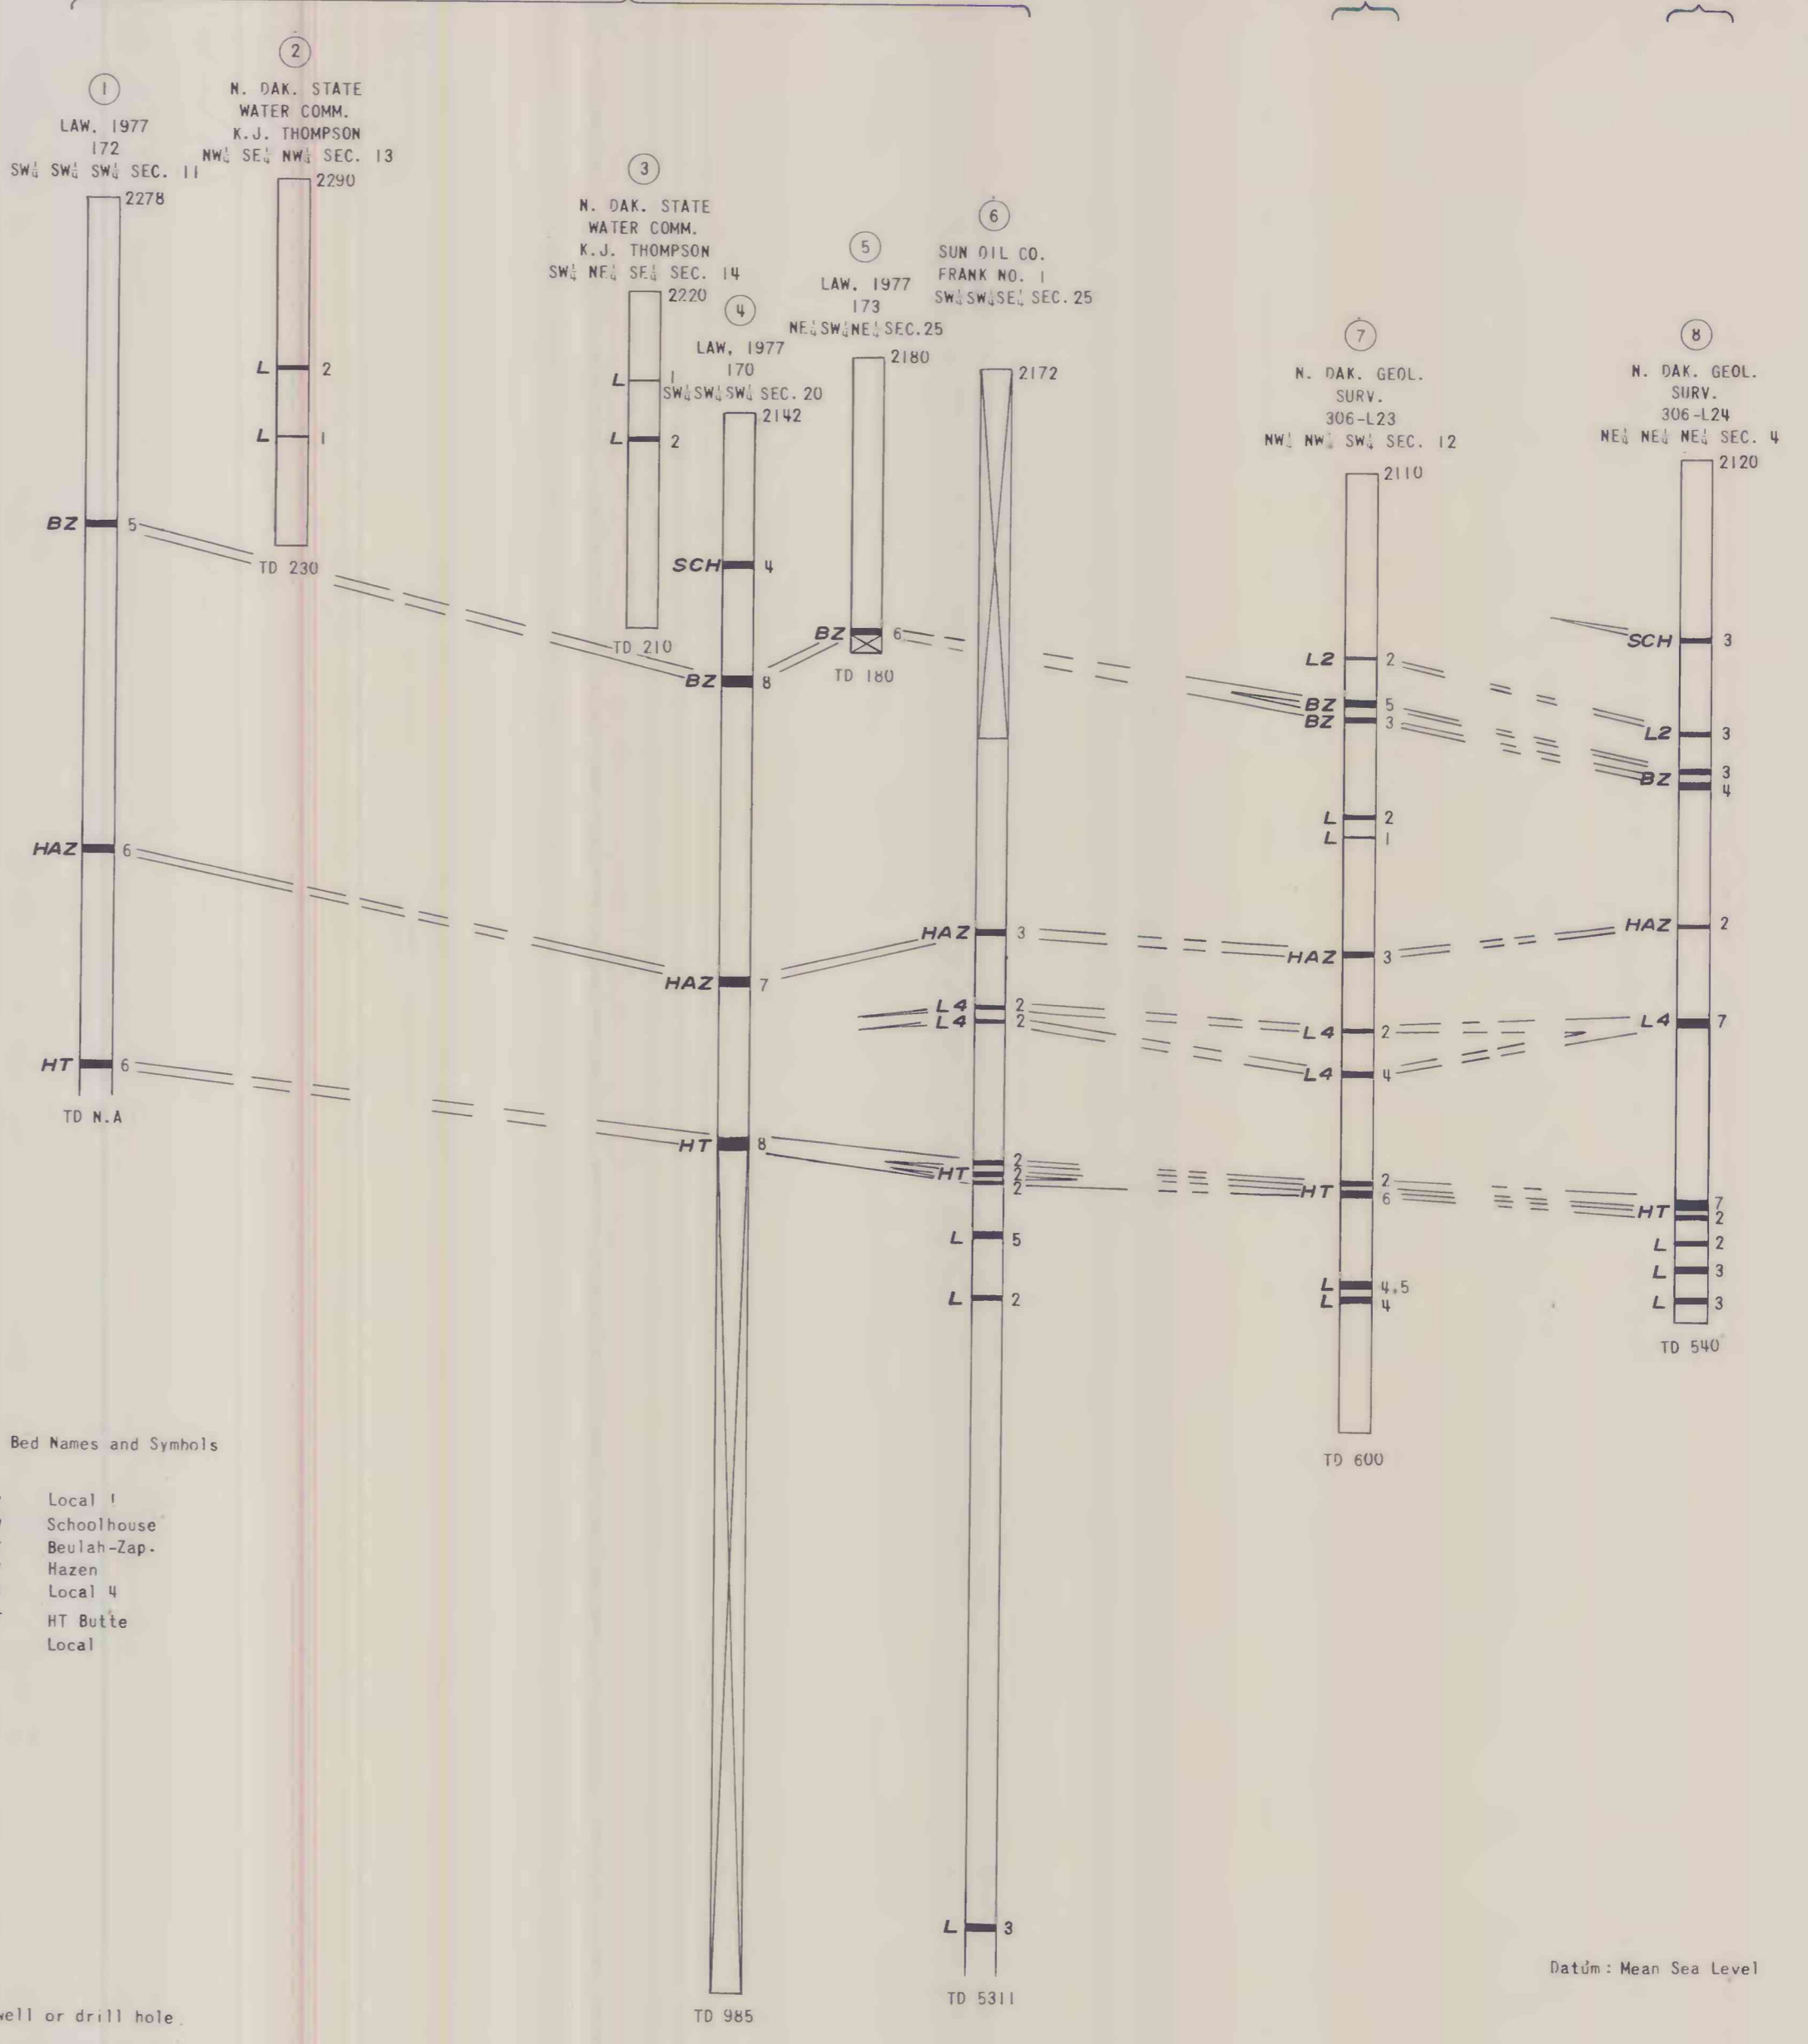 1
LAW, 1977
172
SW¼ SW¼ SW¼ SEC. 11
2278
BZ 5
HAZ 6
HT 6
TD N.A
2
N. DAK. STATE
WATER COMM.
K.J. THOMPSON
NW¼ SE¼ NW¼ SEC. 13
2290
L 2
L 1
TD 230
3
N. DAK. STATE
WATER COMM.
K.J. THOMPSON
SW¼ NE¼ SE¼ SEC. 14
2220
L 1
L 2
TD 210
4
LAW, 1977
170
SW¼ SW¼ SW¼ SEC. 20
2142
SCH 4
BZ 8
HAZ 7
HT 8
TD 985
5
LAW, 1977
173
NE¼ SW¼ NE¼ SEC. 25
2180
BZ 6
TD 180
6
SUN OIL CO.
FRANK NO. 1
SW¼ SW¼ SE¼ SEC. 25
2172
HAZ 3
L4 2
L4 2
2
HT 2
2
L 5
L 2
L 3
TD 5311
7
N. DAK. GEOL.
SURV.
306-L23
NW¼ NW¼ SW¼ SEC. 12
2110
L2 2
BZ 5
BZ 3
L 2
L 1
HAZ 3
L4 2
L4 4
2
HT 6
L 4.5
L 4
TD 600
8
N. DAK. GEOL.
SURV.
306-L24
NE¼ NE¼ NE¼ SEC. 4
2120
SCH 3
L2 3
3
BZ 4
HAZ 2
L4 7
7
HT 2
L 2
L 3
L 3
TD 540
Bed Names and Symbols
Local 1
Schoolhouse
Beulah-Zap.
Hazen
Local 4
HT Butte
Local
well or drill hole
Datum: Mean Sea Level